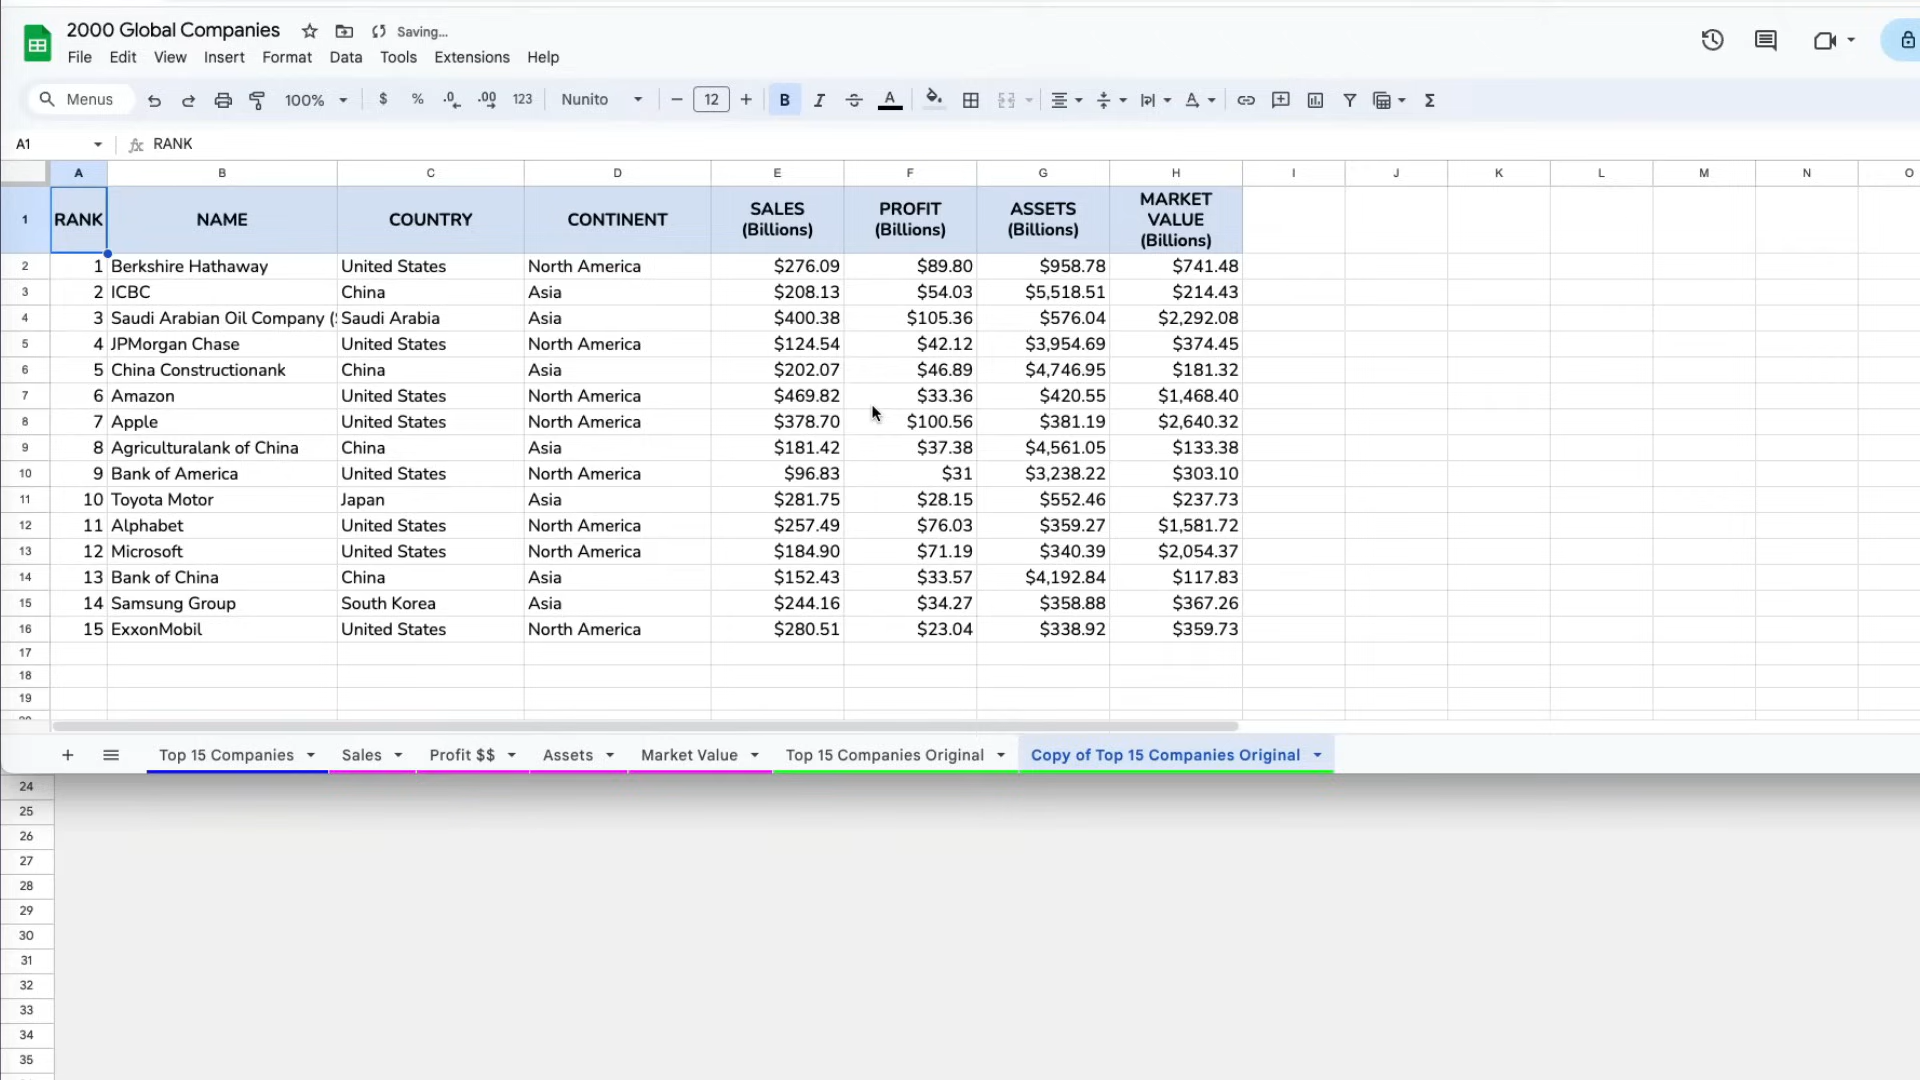 2000 Global Companies Saving...
File Edit View Insert Format Data Tools Extensions Help
Menus 100% $ % .0 .00 123 Nunito − 12 + B I S A A Σ
A1 fx RANK
A B C D E F G H I J K L M N O
1 RANK NAME COUNTRY CONTINENT SALES (Billions) PROFIT (Billions) ASSETS (Billions) MARKET VALUE (Billions)
2 1 Berkshire Hathaway United States North America $276.09 $89.80 $958.78 $741.48
3 2 ICBC China Asia $208.13 $54.03 $5,518.51 $214.43
4 3 Saudi Arabian Oil Company ( Saudi Arabia Asia $400.38 $105.36 $576.04 $2,292.08
5 4 JPMorgan Chase United States North America $124.54 $42.12 $3,954.69 $374.45
6 5 China Constructionank China Asia $202.07 $46.89 $4,746.95 $181.32
7 6 Amazon United States North America $469.82 $33.36 $420.55 $1,468.40
8 7 Apple United States North America $378.70 $100.56 $381.19 $2,640.32
9 8 Agriculturalank of China China Asia $181.42 $37.38 $4,561.05 $133.38
10 9 Bank of America United States North America $96.83 $31 $3,238.22 $303.10
11 10 Toyota Motor Japan Asia $281.75 $28.15 $552.46 $237.73
12 11 Alphabet United States North America $257.49 $76.03 $359.27 $1,581.72
13 12 Microsoft United States North America $184.90 $71.19 $340.39 $2,054.37
14 13 Bank of China China Asia $152.43 $33.57 $4,192.84 $117.83
15 14 Samsung Group South Korea Asia $244.16 $34.27 $358.88 $367.26
16 15 ExxonMobil United States North America $280.51 $23.04 $338.92 $359.73
17
18
19
+ Top 15 Companies Sales Profit $$ Assets Market Value Top 15 Companies Original Copy of Top 15 Companies Original
24
25
26
27
28
29
30
31
32
33
34
35